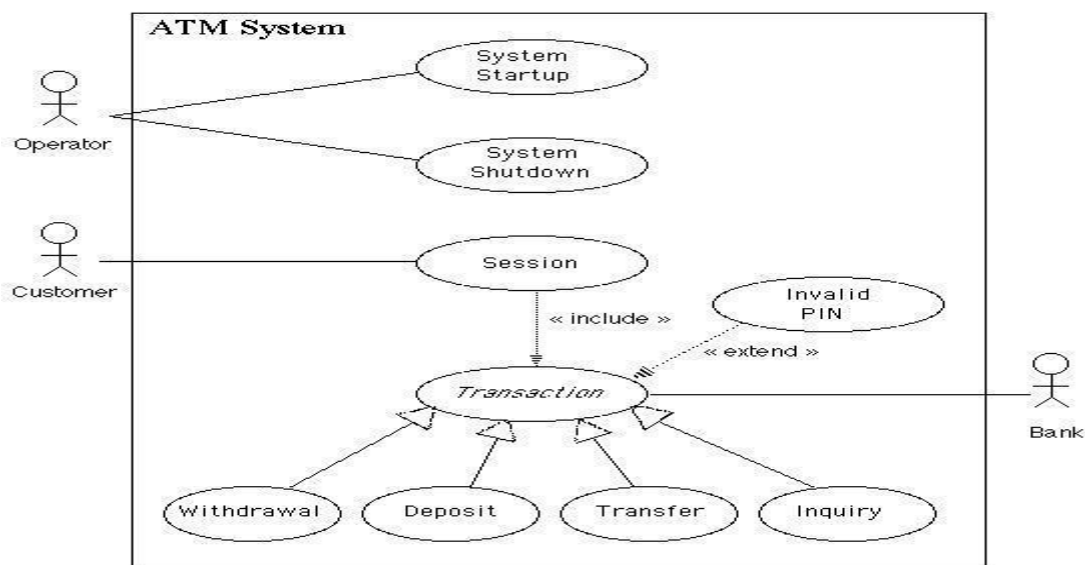 ATM System
System
Startup
Operator
System
Shutdown
Customer
Session
Invalid
PIN
« include »
« extend »
Transaction
Bank
Withdrawal
Deposit
Transfer
Inquiry